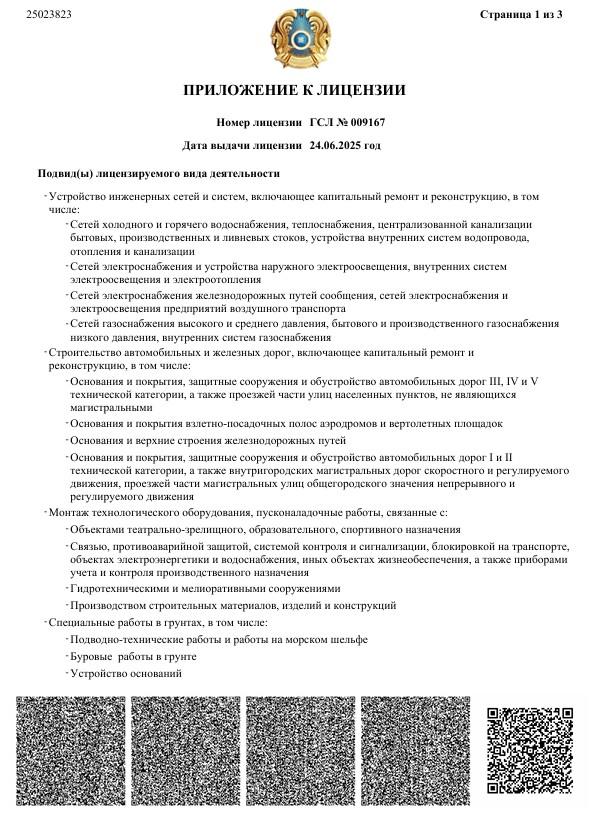 25023823
Страница 1 из 3
ПРИЛОЖЕНИЕ К ЛИЦЕНЗИИ
Номер лицензии ГСЛ № 009167
Дата выдачи лицензии 24.06.2025 год
Подвид(ы) лицензируемого вида деятельности
- Устройство инженерных сетей и систем, включающее капитальный ремонт и реконструкцию, в том
числе:
- Сетей холодного и горячего водоснабжения, теплоснабжения, централизованной канализации
бытовых, производственных и ливневых стоков, устройства внутренних систем водопровода,
отопления и канализации
- Сетей электроснабжения и устройства наружного электроосвещения, внутренних систем
электроосвещения и электоотопления
- Сетей электроснабжения железнодорожных путей сообщения, сетей электроснабжения и
электроосвещения предприятий воздушного транспорта
- Сетей газоснабжения высокого и среднего давления, бытового и производственного газоснабжения
низкого давления, внутренних систем газоснабжения
- Строительство автомобильных и железных дорог, включающее капитальный ремонт и
реконструкцию, в том числе:
- Основания и покрытия, защитные сооружения и обустройство автомобильных дорог III, IV и V
технической категории, а также проезжей части улиц населенных пунктов, не являющихся
магистральными
- Основания и покрытия взлетно-посадочных полос аэродромов и вертолетных площадок
- Основания и верхние строения железнодорожных путей
- Основания и покрытия, защитные сооружения и обустройство автомобильных дорог I и II
технической категории, а также внутригородских магистральных дорог скоростного и регулируемого
движения, проезжей части магистральных улиц общегородского значения непрерывного и
регулируемого движения
- Монтаж технологического оборудования, пусконаладочные работы, связанные с:
- Объектами театрально-зрелищного, образовательного, спортивного назначения
- Связью, противоаварийной защитой, системой контроля и сигнализации, блокировкой на транспорте,
объектах электроэнергетики и водоснабжения, иных объектах жизнеобеспечения, а также приборами
учета и контроля производственного назначения
- Гидротехническими и мелиоративными сооружениями
- Производством строительных материалов, изделий и конструкций
- Специальные работы в грунтах, в том числе:
- Подводно-технические работы и работы на морском шельфе
- Буровые работы в грунте
- Устройство оснований